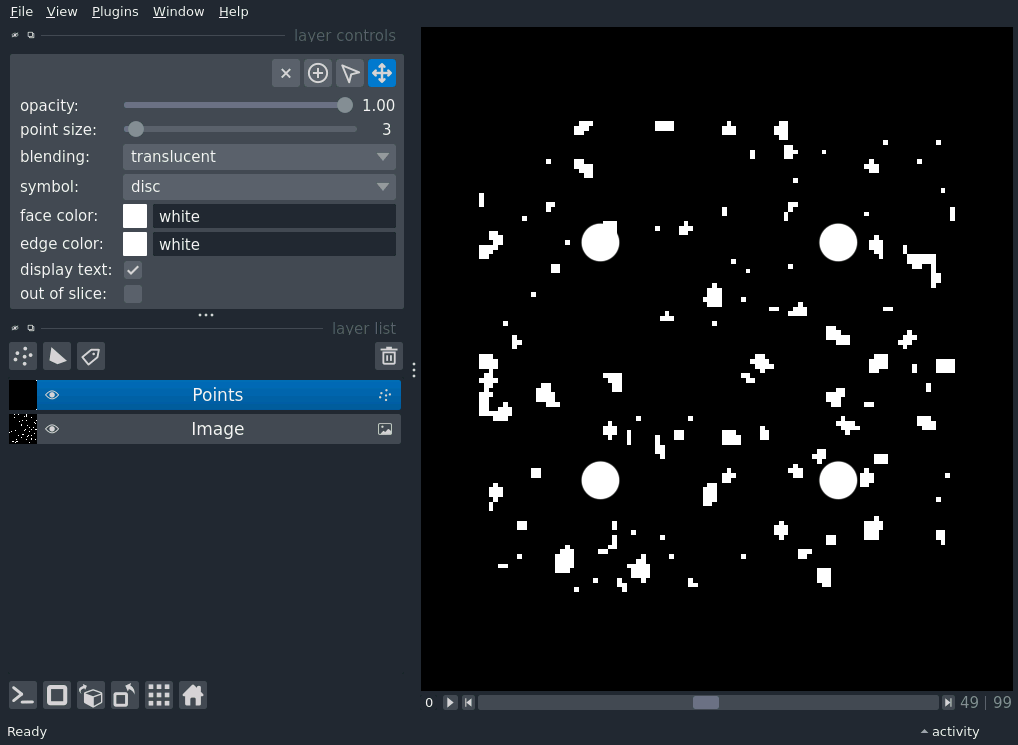 File View Plugins Window Help
layer controls
opacity: 1.00
point size: 3
blending: translucent
symbol: disc
face color: white
edge color: white
display text:
out of slice:
layer list
Points
Image
0 49 | 99
Ready activity